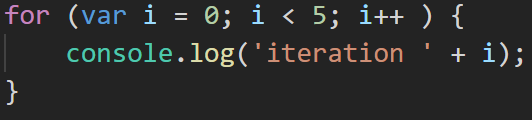 for (var i = 0; i < 5; i++ ) {
    console.log('iteration ' + i);
}